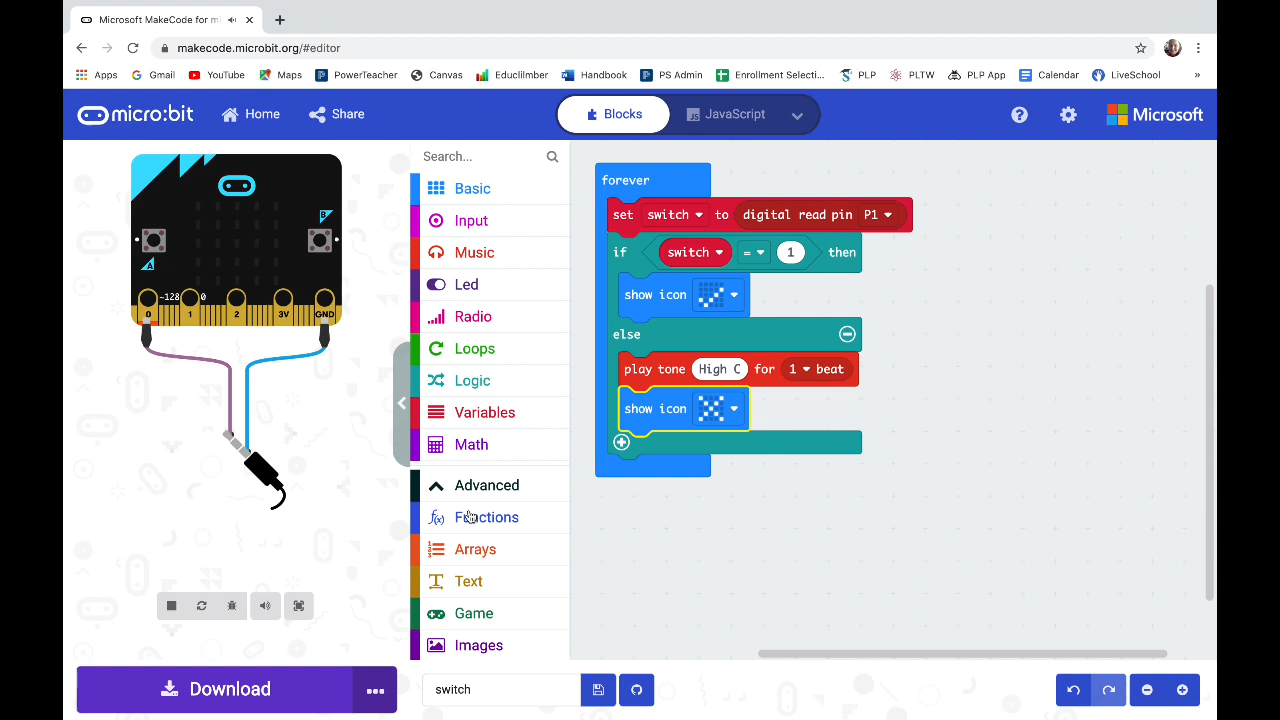 Microsoft MakeCode for mi
makecode.microbit.org/#editor
Apps Gmail YouTube Maps PowerTeacher Canvas Educlilmber Handbook PS Admin Enrollment Selecti... PLP PLTW PLP App Calendar LiveSchool »
micro:bit Home Share Blocks JS JavaScript ? Microsoft
Search...
Basic
Input
Music
Led
Radio
Loops
Logic
Variables
Math
Advanced
f(x) Functions
Arrays
Text
Game
Images
B
A
~128 0
0 1 2 3V GND
forever
set switch to digital read pin P1
if switch = 1 then
show icon
else
play tone High C for 1 beat
show icon
Download ... switch